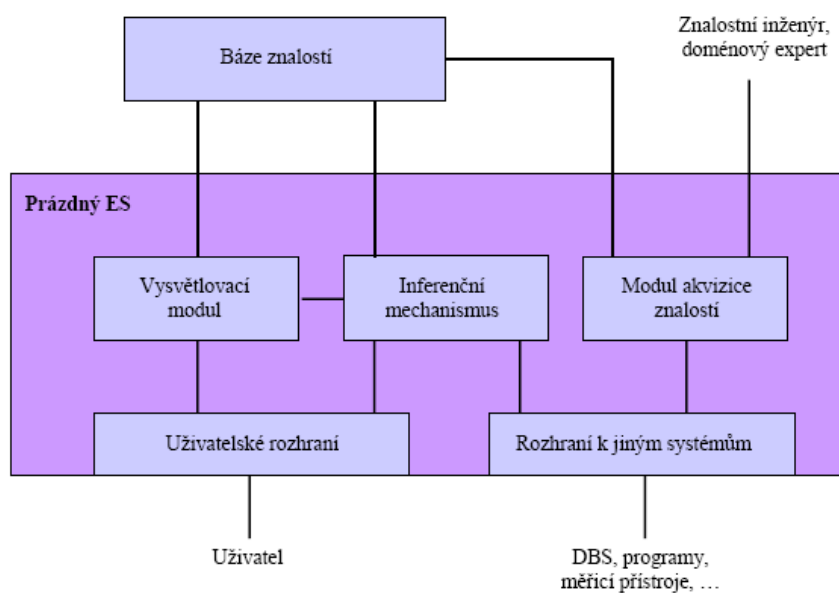 Znalostní inženýr,
doménový expert
Báze znalostí
Prázdný ES
Vysvětlovací
modul
Inferenční
mechanismus
Modul akvizice
znalostí
Uživatelské rozhraní
Rozhraní k jiným systémům
Uživatel
DBS, programy,
měřicí přístroje, …